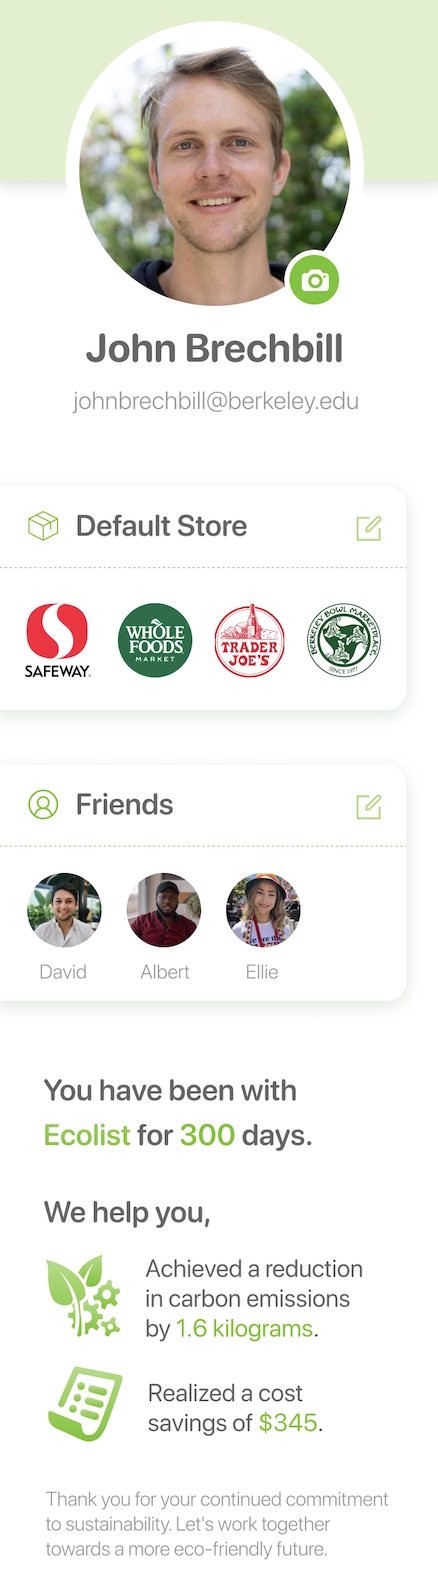 John Brechbill
johnbrechbill@berkeley.edu
Default Store
SAFEWAY
WHOLE
FOODS
MARKET
TRADER
JOE'S
BERKELEY BOWL MARKETPLACE
SINCE 1977
Friends
David
Albert
Ellie
You have been with
Ecolist for 300 days.
We help you,
Achieved a reduction
in carbon emissions
by 1.6 kilograms.
Realized a cost
savings of $345.
Thank you for your continued commitment
to sustainability. Let's work together
towards a more eco-friendly future.